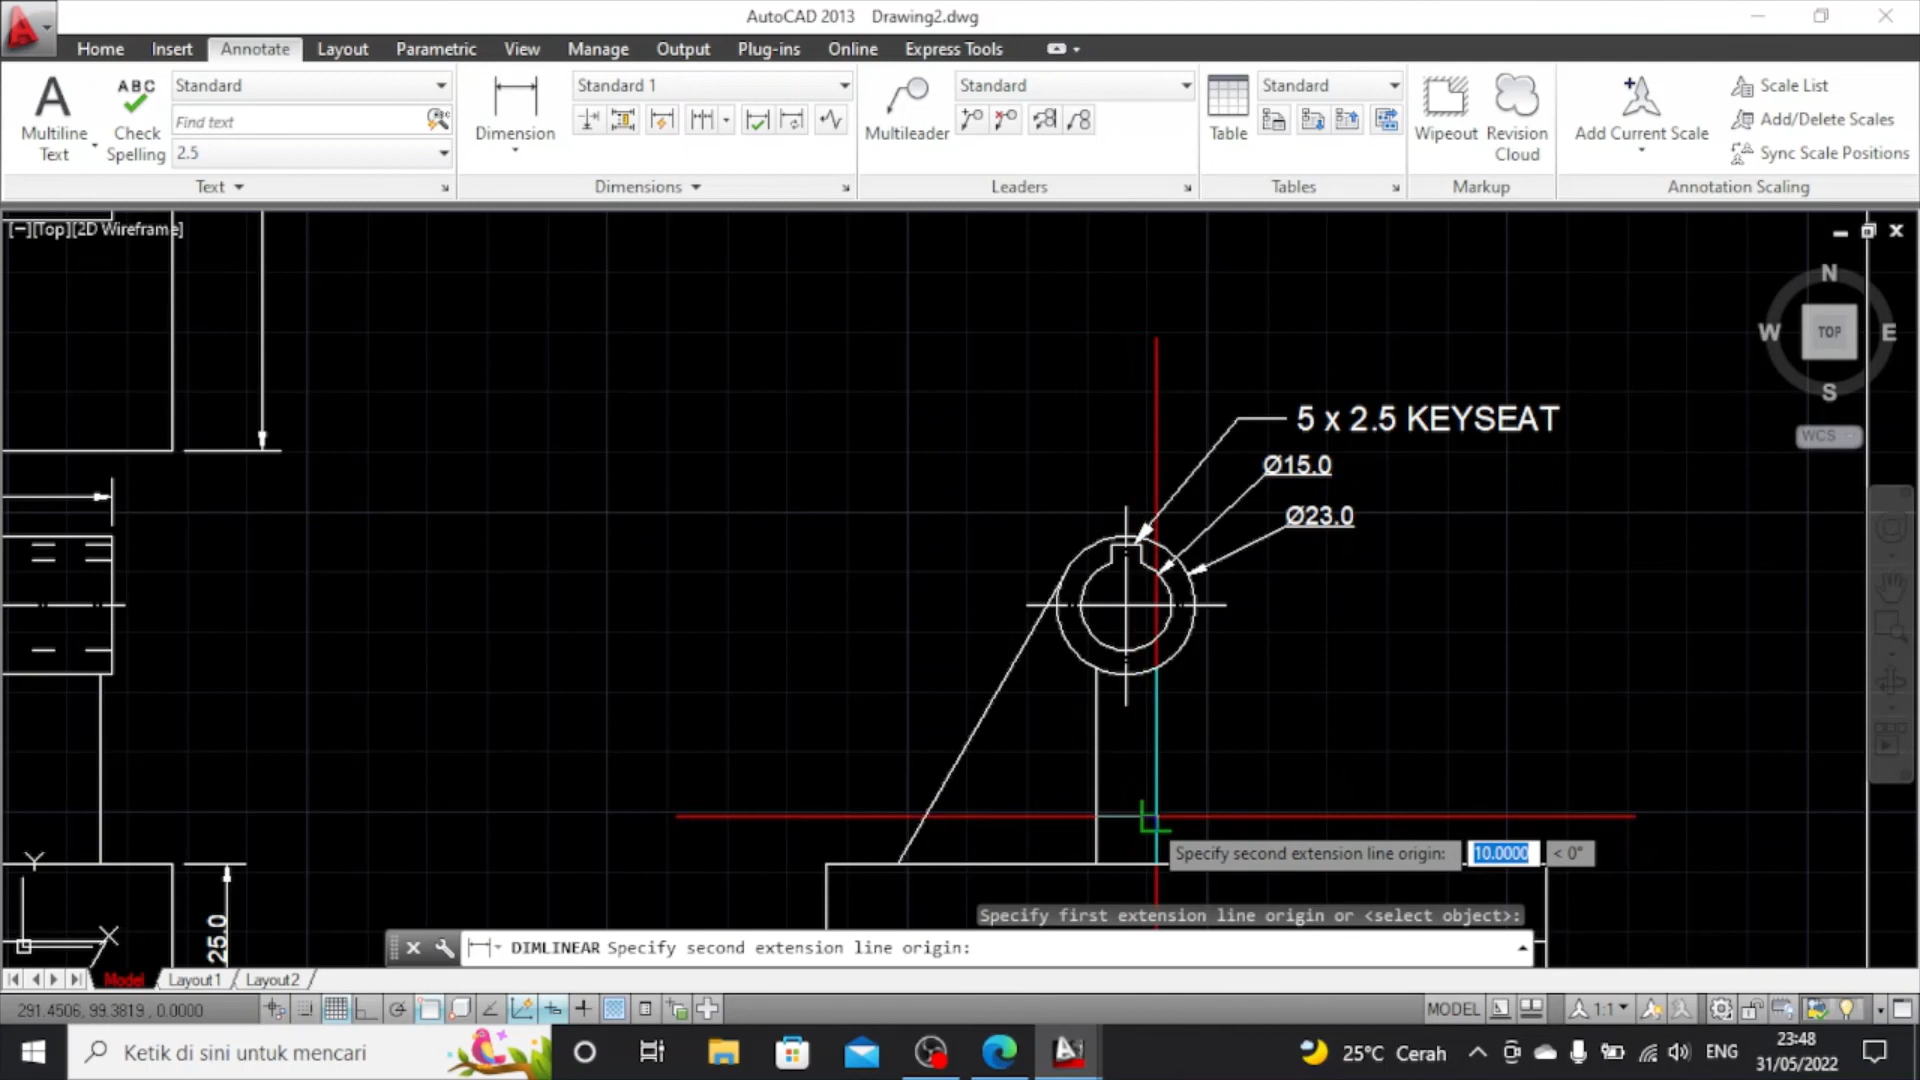 AutoCAD 2013 Drawing2.dwg
Home Insert Annotate Layout Parametric View Manage Output Plug-ins Online Express Tools
Multiline Text
ABC
Check Spelling
Standard
Find text
2.5
Text
Dimension
Standard 1
Dimensions
Multileader
Standard
Leaders
Table
Standard
Tables
Wipeout
Revision Cloud
Markup
Add Current Scale
Scale List
Add/Delete Scales
Sync Scale Positions
Annotation Scaling
[−][Top][2D Wireframe]
N
W TOP E
S
WCS
5 x 2.5 KEYSEAT
Ø15.0
Ø23.0
Specify second extension line origin: 10.0000 < 0°
Y
X
25.0
Specify first extension line origin or <select object>:
DIMLINEAR Specify second extension line origin:
Model Layout1 Layout2
291.4506, 99.3819 , 0.0000
MODEL 1:1
Ketik di sini untuk mencari
25°C Cerah
ENG
23:48
31/05/2022